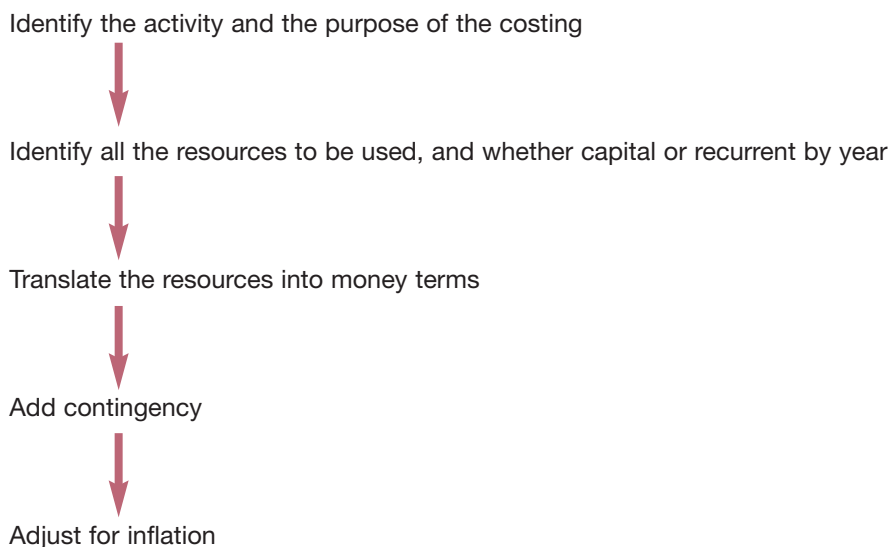 Identify the activity and the purpose of the costing
Identify all the resources to be used, and whether capital or recurrent by year
Translate the resources into money terms
Add contingency
Adjust for inflation